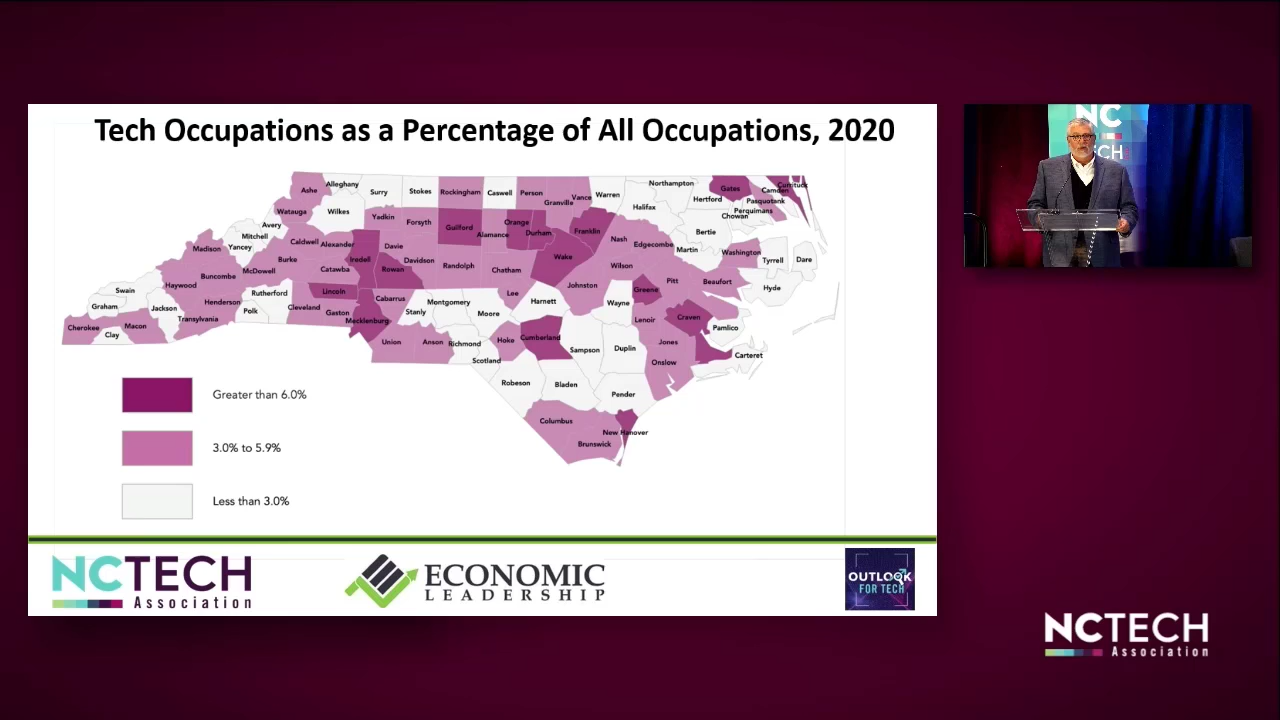 Tech Occupations as a Percentage of All Occupations, 2020
Ashe
Alleghany
Surry
Stokes
Rockingham
Caswell
Person
Granville
Vance
Warren
Northampton
Gates
Camden
Currituck
Hertford
Pasquotank
Perquimans
Chowan
Halifax
Watauga
Wilkes
Yadkin
Forsyth
Guilford
Alamance
Orange
Durham
Franklin
Bertie
Avery
Mitchell
Yancey
Madison
Caldwell
Alexander
Davie
Iredell
Davidson
Randolph
Chatham
Wake
Nash
Edgecombe
Martin
Washington
Tyrrell
Dare
Buncombe
McDowell
Burke
Catawba
Rowan
Wilson
Pitt
Beaufort
Hyde
Swain
Haywood
Rutherford
Lincoln
Cabarrus
Montgomery
Lee
Harnett
Johnston
Wayne
Greene
Graham
Jackson
Henderson
Polk
Cleveland
Gaston
Mecklenburg
Stanly
Moore
Lenoir
Craven
Pamlico
Cherokee
Clay
Macon
Transylvania
Union
Anson
Richmond
Hoke
Cumberland
Sampson
Duplin
Jones
Onslow
Carteret
Scotland
Robeson
Bladen
Pender
Columbus
New Hanover
Brunswick
Greater than 6.0%
3.0% to 5.9%
Less than 3.0%
NCTECH
Association
ECONOMIC
LEADERSHIP
OUTLOOK
FOR TECH
NC
ECH
NCTECH
Association